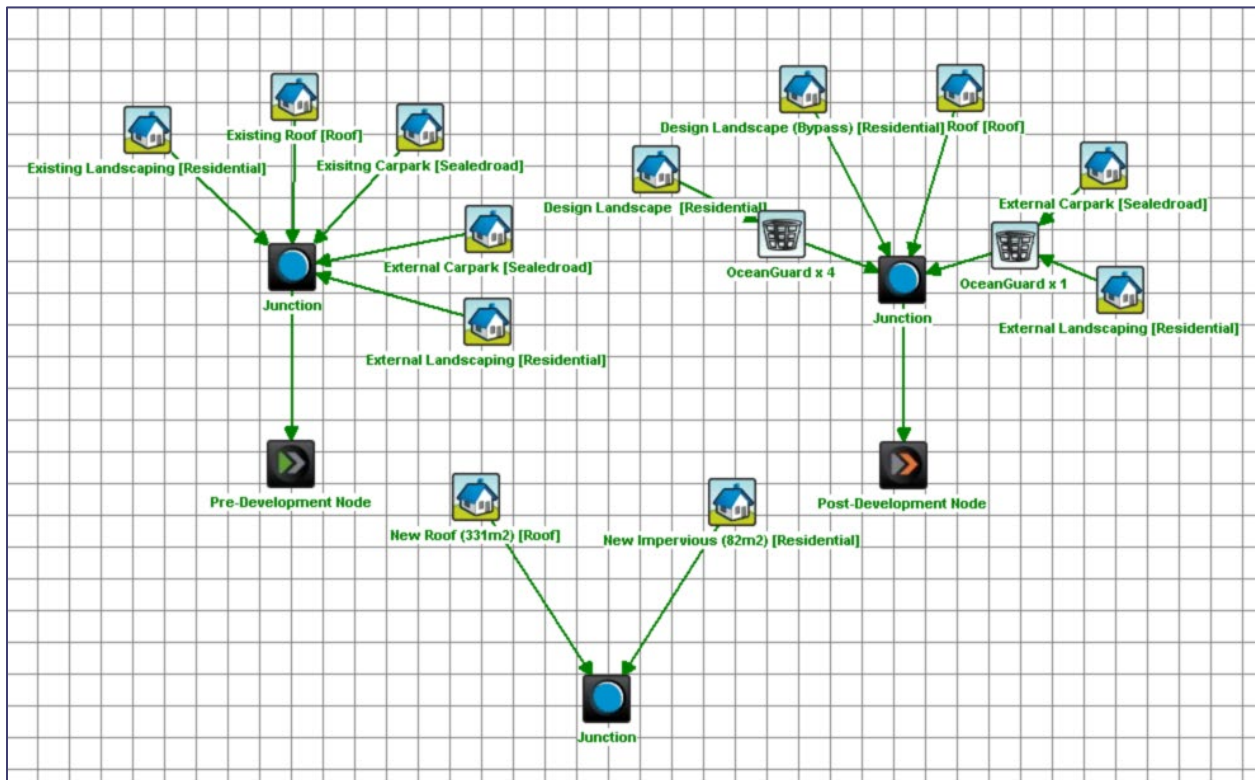 Existing Roof [Roof]
Existing Landscaping [Residential]
Exisitng Carpark [Sealedroad]
External Carpark [Sealedroad]
Junction
External Landscaping [Residential]
Pre-Development Node
Design Landscape (Bypass) [Residential]
Roof [Roof]
Design Landscape [Residential]
External Carpark [Sealedroad]
OceanGuard x 4
OceanGuard x 1
Junction
External Landscaping [Residential]
Post-Development Node
New Roof (331m2) [Roof]
New Impervious (82m2) [Residential]
Junction